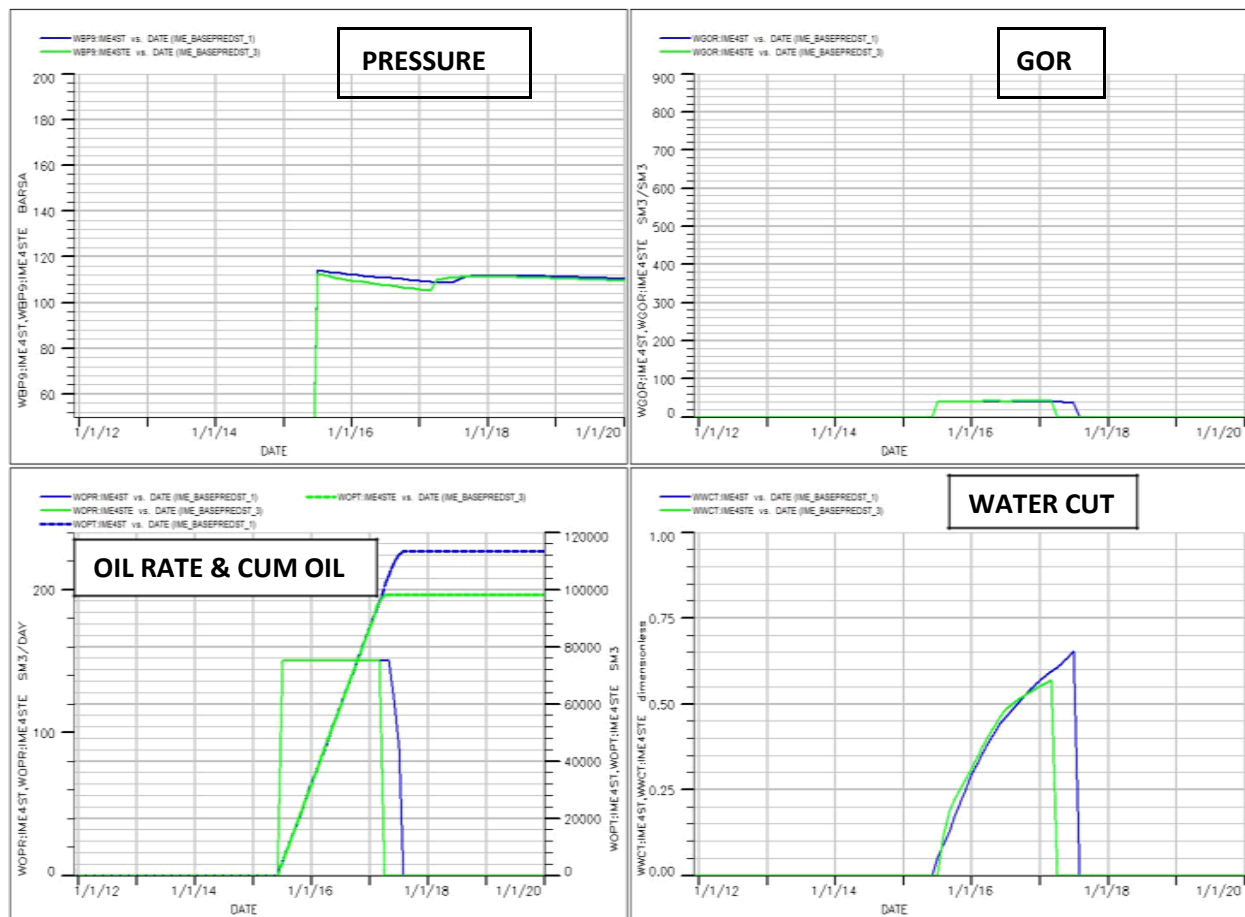 WBP9:IME4ST vs. DATE (IME_BASEPREDST_1)
WBP9:IME4STE vs. DATE (IME_BASEPREDST_3)
PRESSURE
WBP9:IME4ST,WBP9:IME4STE BARSA
200
180
160
140
120
100
80
60
1/1/12 1/1/14 1/1/16 1/1/18 1/1/20
DATE
WGOR:IME4ST vs. DATE (IME_BASEPREDST_1)
WGOR:IME4STE vs. DATE (IME_BASEPREDST_3)
GOR
WGOR:IME4ST,WGOR:IME4STE SM3/SM3
900
800
700
600
500
400
300
200
100
0
1/1/12 1/1/14 1/1/16 1/1/18 1/1/20
DATE
WOPR:IME4ST vs. DATE (IME_BASEPREDST_1) WOPT:IME4STE vs. DATE (IME_BASEPREDST_3)
WOPR:IME4STE vs. DATE (IME_BASEPREDST_3)
WOPT:IME4ST vs. DATE (IME_BASEPREDST_1)
OIL RATE & CUM OIL
WOPR:IME4ST,WOPR:IME4STE SM3/DAY
200
100
0
120000
100000
80000
60000
40000
20000
0
WOPT:IME4ST,WOPT:IME4STE SM3
1/1/12 1/1/14 1/1/16 1/1/18 1/1/20
DATE
WWCT:IME4ST vs. DATE (IME_BASEPREDST_1)
WWCT:IME4STE vs. DATE (IME_BASEPREDST_3)
WATER CUT
WWCT:IME4ST,WWCT:IME4STE dimensionless
1.00
0.75
0.50
0.25
0.00
1/1/12 1/1/14 1/1/16 1/1/18 1/1/20
DATE